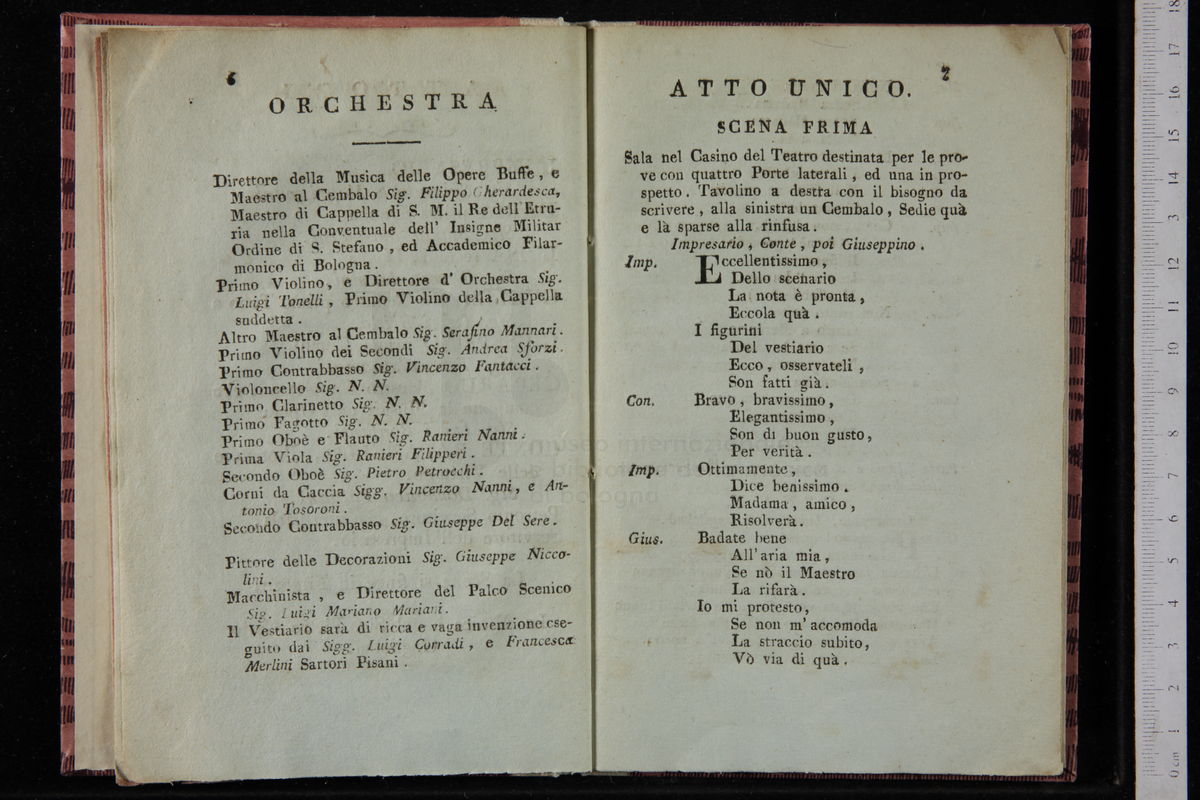 6
ORCHESTRA
Direttore della Musica delle Opere Buffe, e
Maestro al Cembalo Sig. Filippo Gherardesca,
Maestro di Cappella di S. M. il Re dell'Etru-
ria nella Conventuale dell' Insigne Militar
Ordine di S. Stefano, ed Accademico Filar-
monico di Bologna.
Primo Violino, e Direttore d' Orchestra Sig.
Luigi Tonelli, Primo Violino della Cappella
suddetta.
Altro Maestro al Cembalo Sig. Serafino Mannari.
Primo Violino dei Secondi Sig. Andrea Sforzi.
Primo Contrabbasso Sig. Vincenzo Fantacci.
Violoncello Sig. N. N.
Primo Clarinetto Sig. N. N.
Primo Fagotto Sig. N. N.
Primo Oboè e Flauto Sig. Ranieri Nanni.
Prima Viola Sig. Ranieri Filipperi.
Secondo Oboè Sig. Pietro Petrocchi.
Corni da Caccia Sigg. Vincenzo Nanni, e An-
tonio Tosoroni.
Secondo Contrabbasso Sig. Giuseppe Del Sere.
Pittore delle Decorazioni Sig. Giuseppe Nicco-
lini.
Macchinista, e Direttore del Palco Scenico
Sig. Luigi Mariano Mariani.
Il Vestiario sarà di ricca e vaga invenzione ese-
guito dai Sigg. Luigi Corradi, e Francesca
Merlini Sartori Pisani.
7
ATTO UNICO.
SCENA PRIMA
Sala nel Casino del Teatro destinata per le pro-
ve con quattro Porte laterali, ed una in pro-
spetto. Tavolino a destra con il bisogno da
scrivere, alla sinistra un Cembalo, Sedie quà
e là sparse alla rinfusa.
Impresario, Conte, poi Giuseppino.
Imp. Eccellentissimo,
Dello scenario
La nota è pronta,
Eccola quà.
I figurini
Del vestiario
Ecco, osservateli,
Son fatti già.
Con. Bravo, bravissimo,
Elegantissimo,
Son di buon gusto,
Per verità.
Imp. Ottimamente,
Dice benissimo.
Madama, amico,
Risolverà.
Gius. Badate bene
All'aria mia,
Se nò il Maestro
La rifarà.
Io mi protesto,
Se non m'accomoda
La straccio subito,
Vò via di quà.